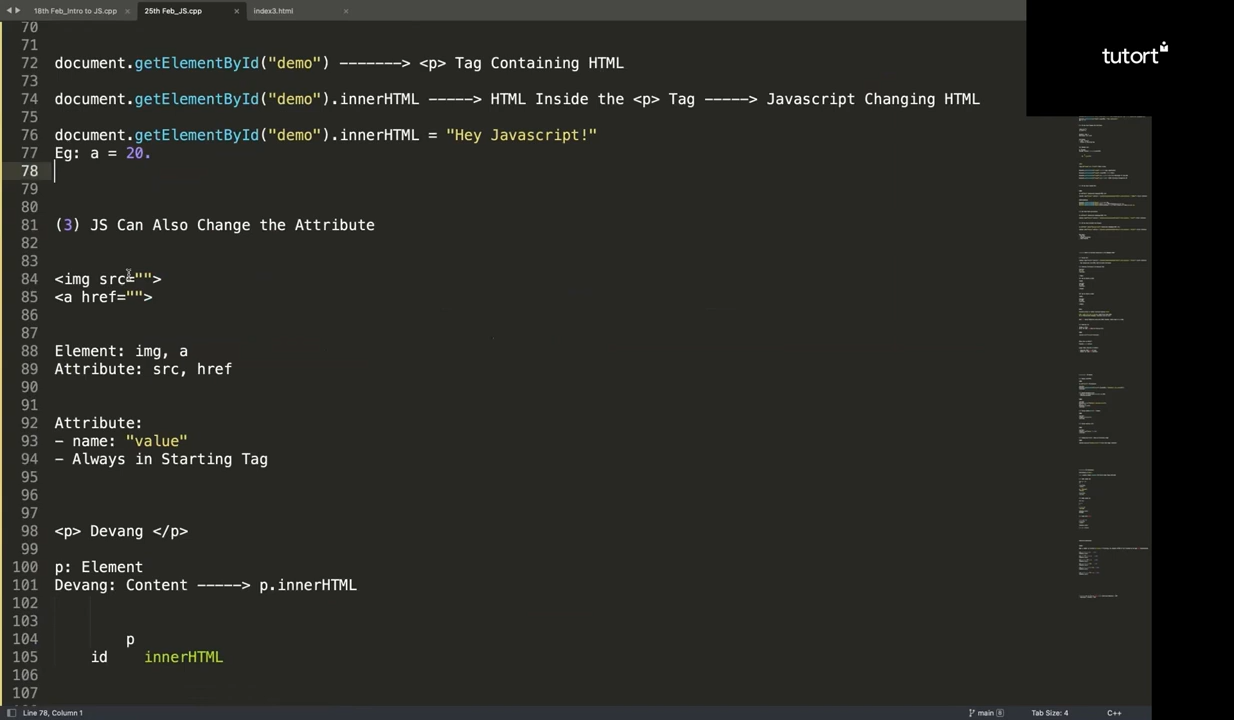 18th Feb_Intro to JS.cpp
25th Feb_JS.cpp
index3.html
tutort
70
71
72 document.getElementById("demo") -------> <p> Tag Containing HTML
73
74 document.getElementById("demo").innerHTML -----> HTML Inside the <p> Tag -----> Javascript Changing HTML
75
76 document.getElementById("demo").innerHTML = "Hey Javascript!"
77 Eg: a = 20.
78
79
80
81 (3) JS Can Also Change the Attribute
82
83
84 <img src="">
85 <a href="">
86
87
88 Element: img, a
89 Attribute: src, href
90
91
92 Attribute:
93 - name: "value"
94 - Always in Starting Tag
95
96
97
98 <p> Devang </p>
99
100 p: Element
101 Devang: Content -----> p.innerHTML
102
103
104 p
105 id innerHTML
106
107
Line 78, Column 1
main 8
Tab Size: 4
C++